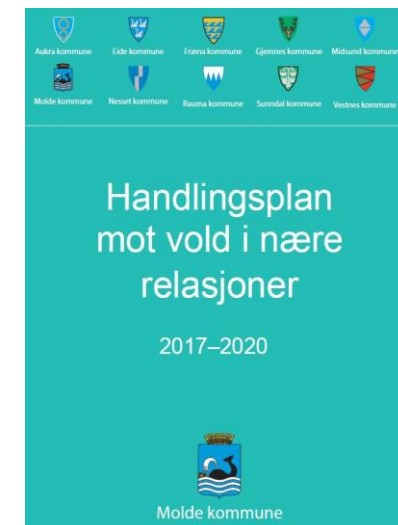 Aukra kommune Eide kommune Fræna kommune Gjemnes kommune Midsund kommune
Molde kommune Nesset kommune Rauma kommune Sunndal kommune Vestnes kommune
Handlingsplan
mot vold i nære
relasjoner
2017–2020
Molde kommune